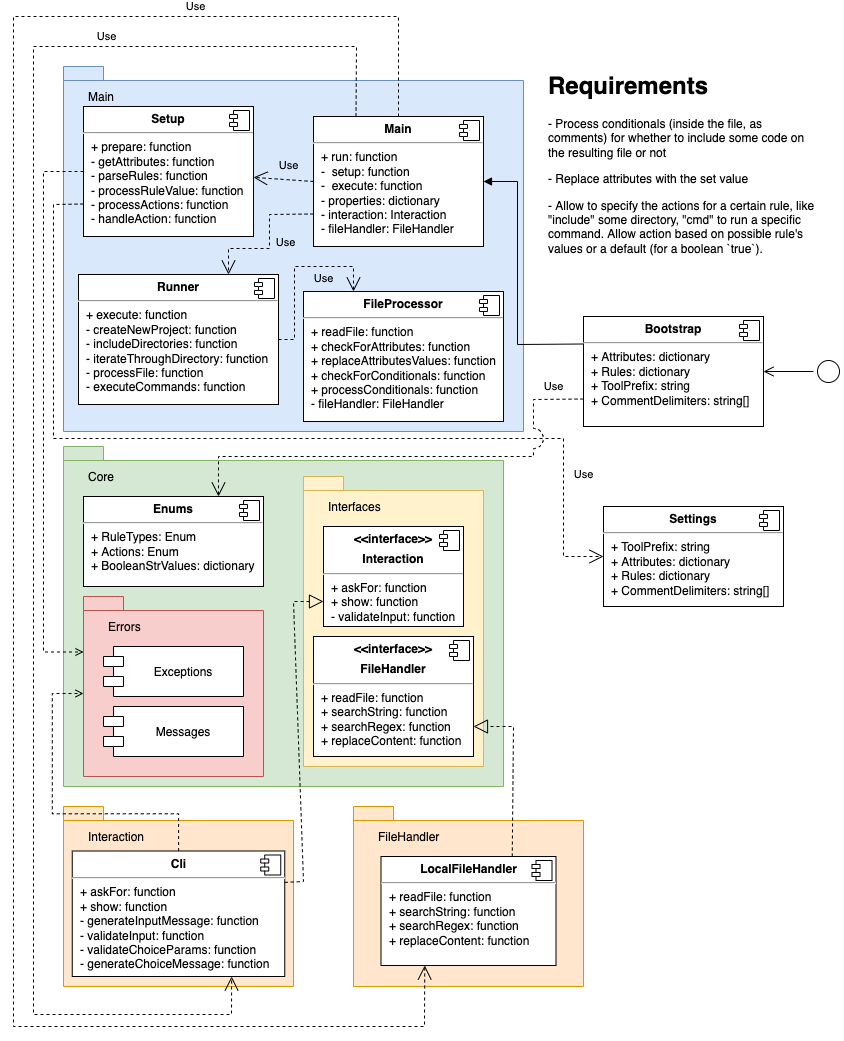 Use
Use
Requirements
- Process conditionals (inside the file, as
comments) for whether to include some code on
the resulting file or not
- Replace attributes with the set value
- Allow to specify the actions for a certain rule, like
"include" some directory, "cmd" to run a specific
command. Allow action based on possible rule's
values or a default (for a boolean `true`).
Main
Setup
+ prepare: function
- getAttributes: function
- parseRules: function
- processRuleValue: function
- processActions: function
- handleAction: function
Use
Main
+ run: function
- setup: function
- execute: function
- properties: dictionary
- interaction: Interaction
- fileHandler: FileHandler
Use
Runner
+ execute: function
- createNewProject: function
- includeDirectories: function
- iterateThroughDirectory: function
- processFile: function
- executeCommands: function
Use
FileProcessor
+ readFile: function
+ checkForAttributes: function
+ replaceAttributesValues: function
+ checkForConditionals: function
+ processConditionals: function
- fileHandler: FileHandler
Bootstrap
+ Attributes: dictionary
+ Rules: dictionary
+ ToolPrefix: string
+ CommentDelimiters: string[]
Use
Use
Core
Enums
+ RuleTypes: Enum
+ Actions: Enum
+ BooleanStrValues: dictionary
Interfaces
<<interface>>
Interaction
+ askFor: function
+ show: function
- validateInput: function
Settings
+ ToolPrefix: string
+ Attributes: dictionary
+ Rules: dictionary
+ CommentDelimiters: string[]
Errors
Exceptions
Messages
<<interface>>
FileHandler
+ readFile: function
+ searchString: function
+ searchRegex: function
+ replaceContent: function
Interaction
Cli
+ askFor: function
+ show: function
- generateInputMessage: function
- validateInput: function
- validateChoiceParams: function
- generateChoiceMessage: function
FileHandler
LocalFileHandler
+ readFile: function
+ searchString: function
+ searchRegex: function
+ replaceContent: function